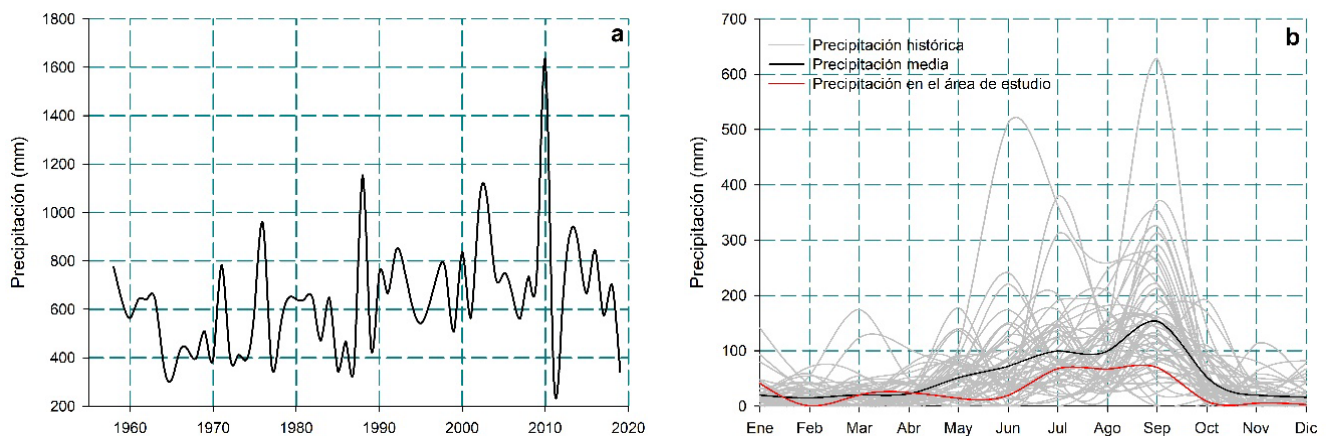 a
Precipitación (mm)
1800
1600
1400
1200
1000
800
600
400
200
1960 1970 1980 1990 2000 2010 2020
b
Precipitación (mm)
700
600
500
400
300
200
100
0
Precipitación histórica
Precipitación media
Precipitación en el área de estudio
Ene Feb Mar Abr May Jun Jul Ago Sep Oct Nov Dic